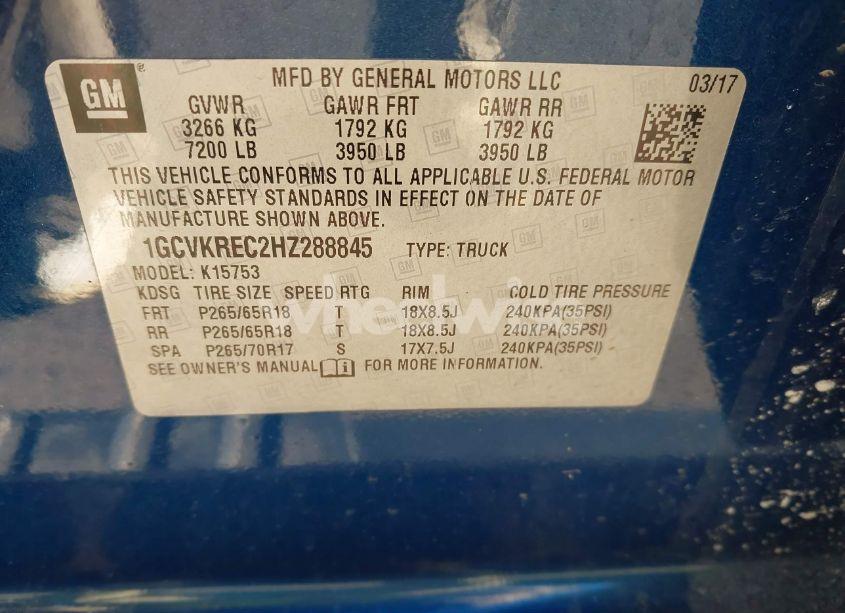 GM ® MFD BY GENERAL MOTORS LLC 03/17
GVWR GAWR FRT GAWR RR
3266 KG 1792 KG 1792 KG
7200 LB 3950 LB 3950 LB
THIS VEHICLE CONFORMS TO ALL APPLICABLE U.S. FEDERAL MOTOR
VEHICLE SAFETY STANDARDS IN EFFECT ON THE DATE OF
MANUFACTURE SHOWN ABOVE.
1GCVKREC2HZ288845 TYPE: TRUCK
MODEL: K15753
KDSG TIRE SIZE SPEED RTG RIM COLD TIRE PRESSURE
FRT P265/65R18 T 18X8.5J 240KPA(35PSI)
RR P265/65R18 T 18X8.5J 240KPA(35PSI)
SPA P265/70R17 S 17X7.5J 240KPA(35PSI)
SEE OWNER'S MANUAL FOR MORE INFORMATION.